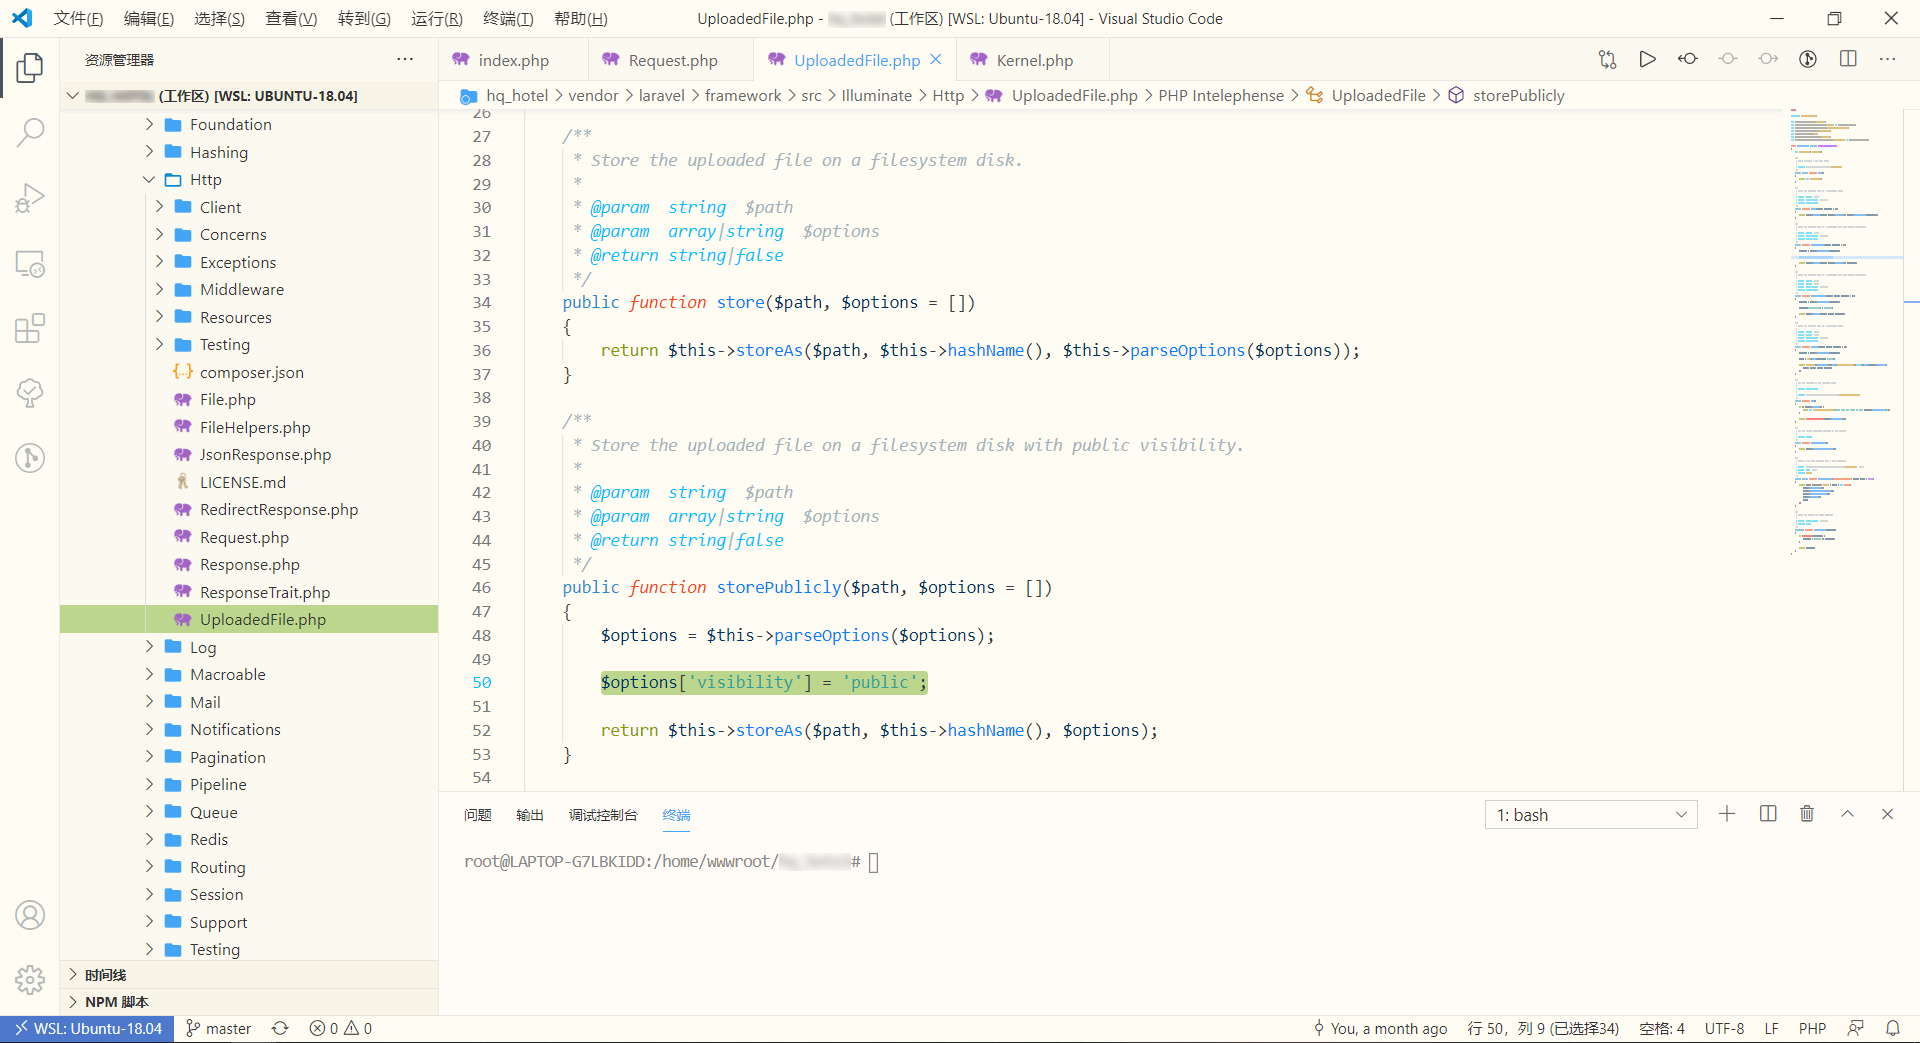 文件(F) 编辑(E) 选择(S) 查看(V) 转到(G) 运行(R) 终端(T) 帮助(H) UploadedFile.php - (工作区) [WSL: Ubuntu-18.04] - Visual Studio Code
资源管理器
(工作区) [WSL: UBUNTU-18.04]
Foundation
Hashing
Http
Client
Concerns
Exceptions
Middleware
Resources
Testing
composer.json
File.php
FileHelpers.php
JsonResponse.php
LICENSE.md
RedirectResponse.php
Request.php
Response.php
ResponseTrait.php
UploadedFile.php
Log
Macroable
Mail
Notifications
Pagination
Pipeline
Queue
Redis
Routing
Session
Support
Testing
时间线
NPM 脚本
index.php Request.php UploadedFile.php Kernel.php
hq_hotel > vendor > laravel > framework > src > Illuminate > Http > UploadedFile.php > PHP Intelephense > UploadedFile > storePublicly
26
27 /**
28 * Store the uploaded file on a filesystem disk.
29 *
30 * @param  string  $path
31 * @param  array|string  $options
32 * @return string|false
33 */
34 public function store($path, $options = [])
35 {
36 return $this->storeAs($path, $this->hashName(), $this->parseOptions($options));
37 }
38
39 /**
40 * Store the uploaded file on a filesystem disk with public visibility.
41 *
42 * @param  string  $path
43 * @param  array|string  $options
44 * @return string|false
45 */
46 public function storePublicly($path, $options = [])
47 {
48 $options = $this->parseOptions($options);
49
50 $options['visibility'] = 'public';
51
52 return $this->storeAs($path, $this->hashName(), $options);
53 }
54
问题 输出 调试控制台 终端 1: bash
root@LAPTOP-G7LBKIDD:/home/wwwroot/ #
WSL: Ubuntu-18.04 master 0 0 You, a month ago 行 50，列 9 (已选择34) 空格: 4 UTF-8 LF PHP